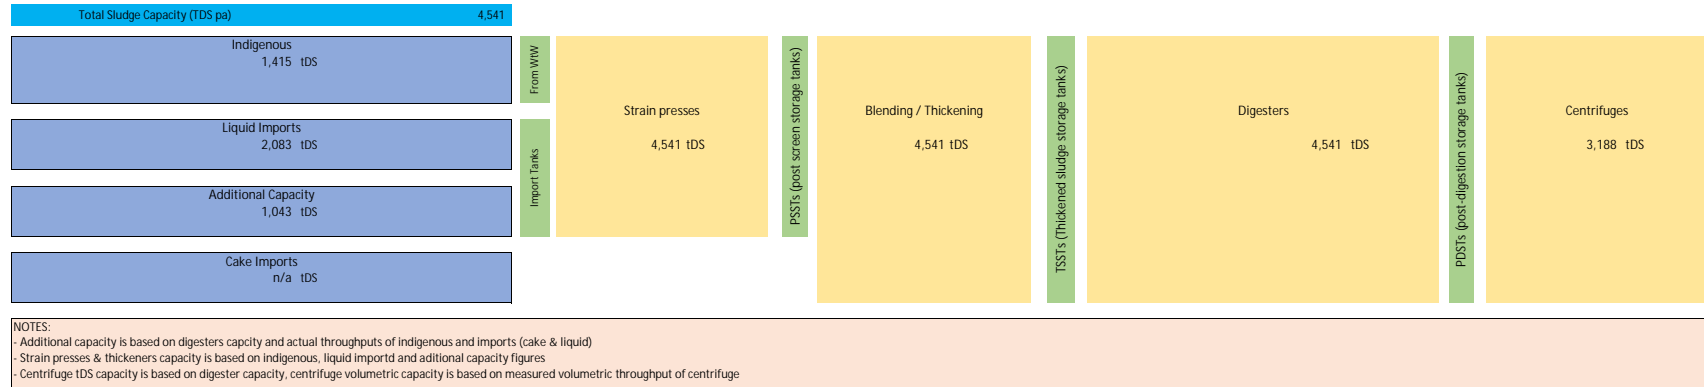 Total Sludge Capacity (TDS pa) 4,541
Indigenous
1,415 tDS
Liquid Imports
2,083 tDS
Additional Capacity
1,043 tDS
Cake Imports
n/a tDS
From WtW
Import Tanks
Strain presses
4,541 tDS
PSSTs (post screen storage tanks)
Blending / Thickening
4,541 tDS
TSSTs (Thickened sludge storage tanks)
Digesters
4,541 tDS
PDSTs (post-digestion storage tanks)
Centrifuges
3,188 tDS
NOTES:
- Additional capacity is based on digesters capcity and actual throughputs of indigenous and imports (cake & liquid)
- Strain presses & thickeners capacity is based on indigenous, liquid importd and aditional capacity figures
- Centrifuge tDS capacity is based on digester capacity, centrifuge volumetric capacity is based on measured volumetric throughput of centrifuge